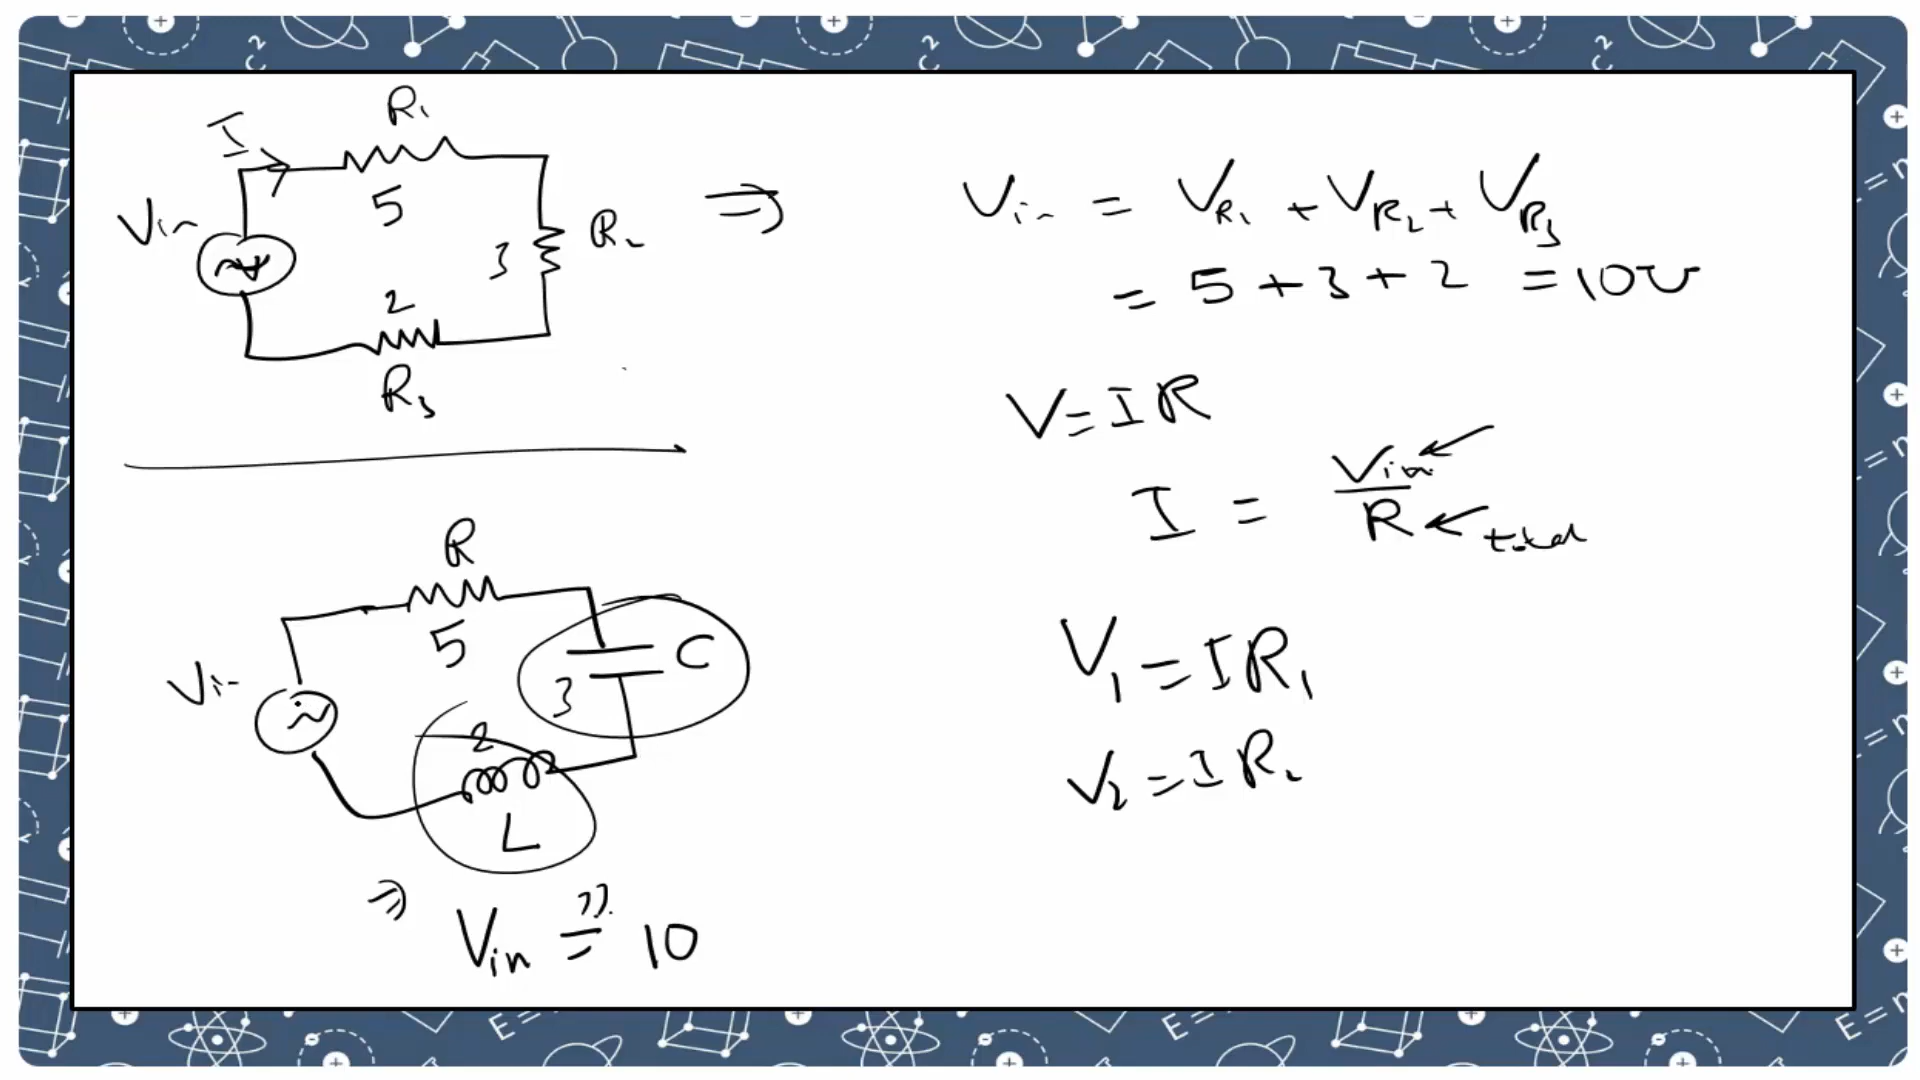 I
R₁
5
Vin
3
R₂
2
R₃
Vin = VR₁ + VR₂ + VR₃
= 5 + 3 + 2 = 10V
V = IR
I = Vin / R
total
V₁ = IR₁
V₂ = IR₂
R
5
C
3
Vin
2
L
⇒ Vin =?? 10